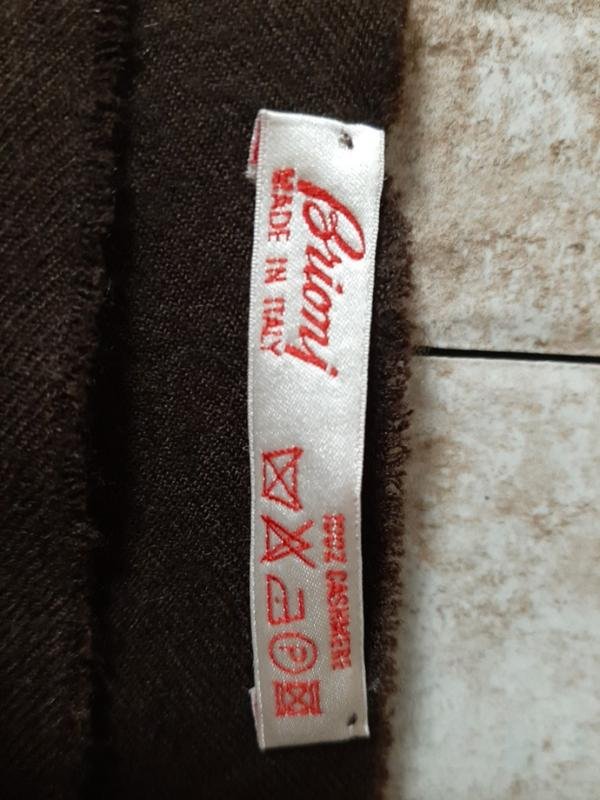 Brioni
MADE IN ITALY
100% CASHMERE
P